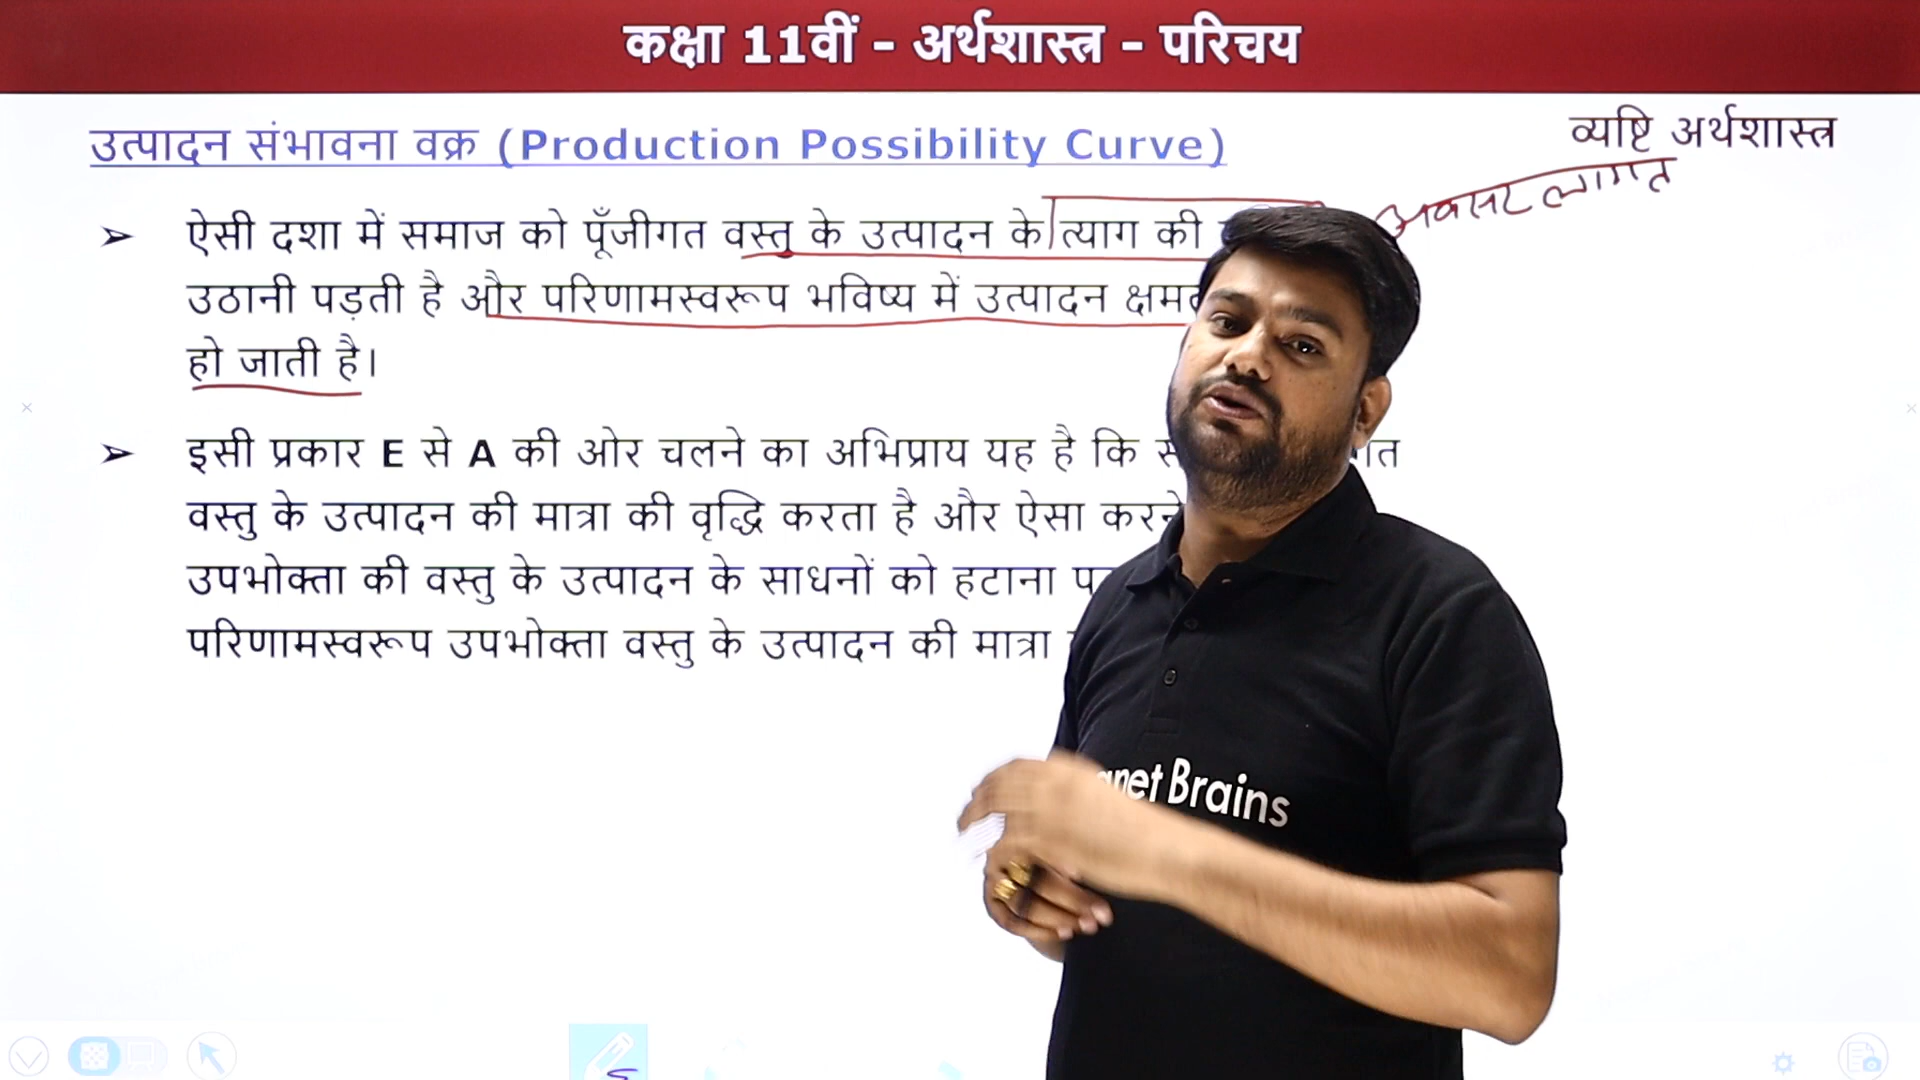 कक्षा 11वीं - अर्थशास्त्र - परिचय
उत्पादन संभावना वक्र (Production Possibility Curve)
व्यष्टि अर्थशास्त्र
अवसर लागत
➢ ऐसी दशा में समाज को पूँजीगत वस्तु के उत्पादन के त्याग की
उठानी पड़ती है और परिणामस्वरूप भविष्य में उत्पादन
हो जाती है।
➢ इसी प्रकार E से A की ओर चलने का अभिप्राय यह है कि
वस्तु के उत्पादन की मात्रा की वृद्धि करता है और ऐसा
उपभोक्ता की वस्तु के उत्पादन के साधनों को हटाना
परिणामस्वरूप उपभोक्ता वस्तु के उत्पादन की मात्रा
Brains